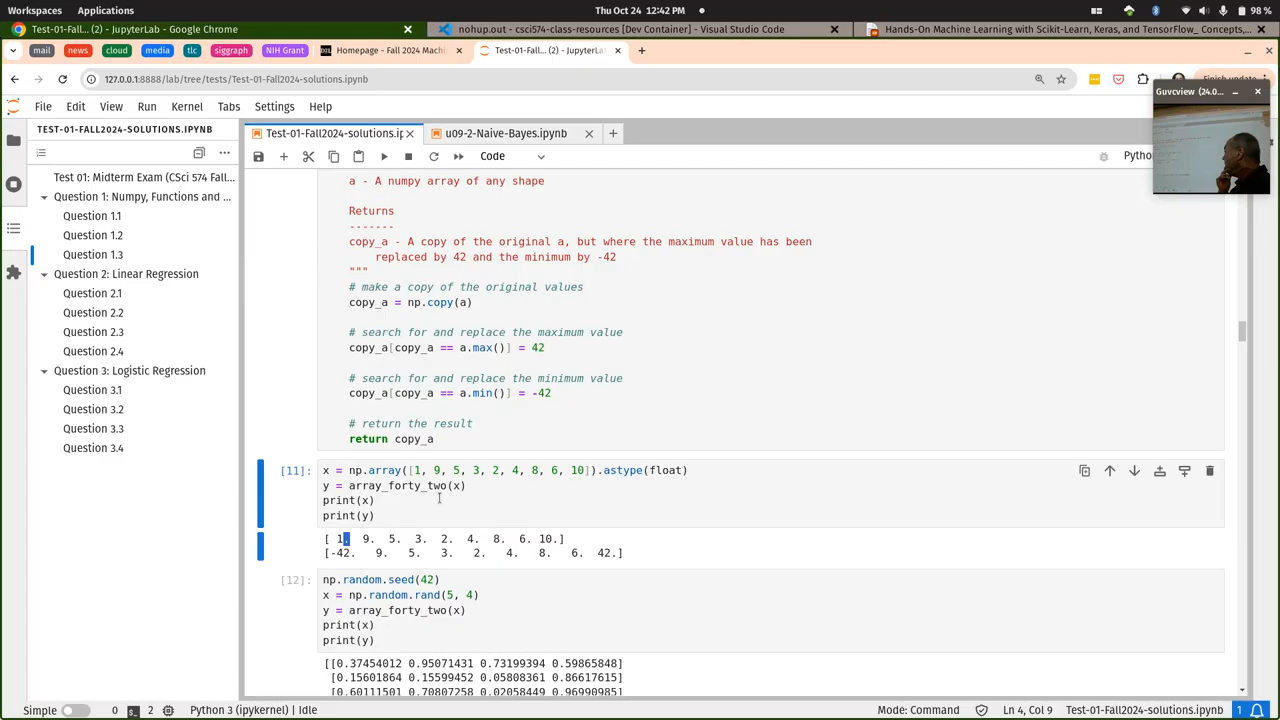 Workspaces Applications Thu Oct 24 12:42 PM 98 %
Test-01-Fall... (2) - JupyterLab - Google Chrome
nohup.out - csci574-class-resources [Dev Container] - Visual Studio Code
Hands-On Machine Learning with Scikit-Learn, Keras, and TensorFlow_ Concepts,...
mail news cloud media tlc siggraph NIH Grant
Homepage - Fall 2024 Machi
Test-01-Fall... (2) - JupyterLa
127.0.0.1:8888/lab/tree/tests/Test-01-Fall2024-solutions.ipynb
Guvcview (24.0...
File Edit View Run Kernel Tabs Settings Help
TEST-01-FALL2024-SOLUTIONS.IPYNB
Test 01: Midterm Exam (CSci 574 Fall...
Question 1: Numpy, Functions and ...
Question 1.1
Question 1.2
Question 1.3
Question 2: Linear Regression
Question 2.1
Question 2.2
Question 2.3
Question 2.4
Question 3: Logistic Regression
Question 3.1
Question 3.2
Question 3.3
Question 3.4
Test-01-Fall2024-solutions.ip
u09-2-Naive-Bayes.ipynb
Code
Pytho
a - A numpy array of any shape
Returns
-------
copy_a - A copy of the original a, but where the maximum value has been
replaced by 42 and the minimum by -42
"""
# make a copy of the original values
copy_a = np.copy(a)
# search for and replace the maximum value
copy_a[copy_a == a.max()] = 42
# search for and replace the minimum value
copy_a[copy_a == a.min()] = -42
# return the result
return copy_a
[11]: x = np.array([1, 9, 5, 3, 2, 4, 8, 6, 10]).astype(float)
y = array_forty_two(x)
print(x)
print(y)
[ 1. 9. 5. 3. 2. 4. 8. 6. 10.]
[-42. 9. 5. 3. 2. 4. 8. 6. 42.]
[12]: np.random.seed(42)
x = np.random.rand(5, 4)
y = array_forty_two(x)
print(x)
print(y)
[[0.37454012 0.95071431 0.73199394 0.59865848]
[0.15601864 0.15599452 0.05808361 0.86617615]
[0.60111501 0.70807258 0.02058449 0.96990985]
Simple 0 2 Python 3 (ipykernel) | Idle Mode: Command Ln 4, Col 9 Test-01-Fall2024-solutions.ipynb 1